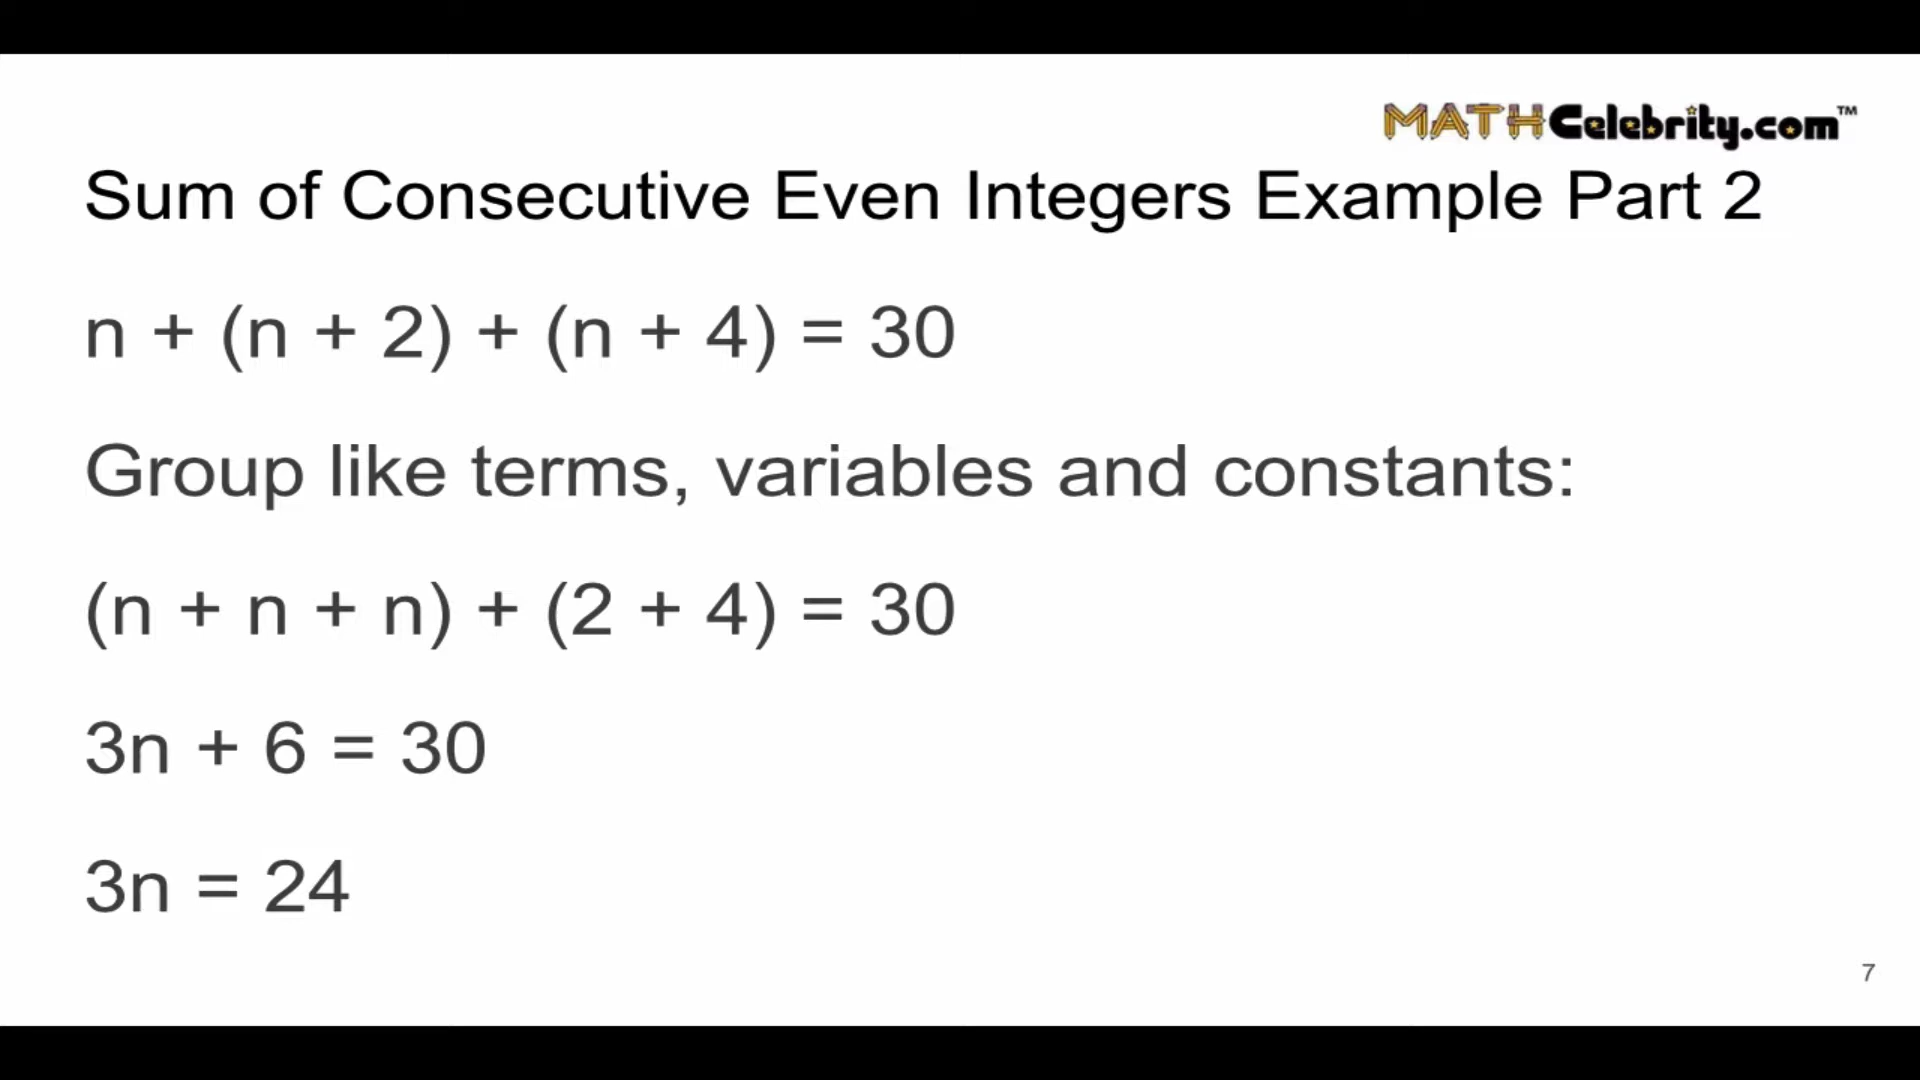 MATHCelebrity.com™
Sum of Consecutive Even Integers Example Part 2
n + (n + 2) + (n + 4) = 30
Group like terms, variables and constants:
(n + n + n) + (2 + 4) = 30
3n + 6 = 30
3n = 24
7